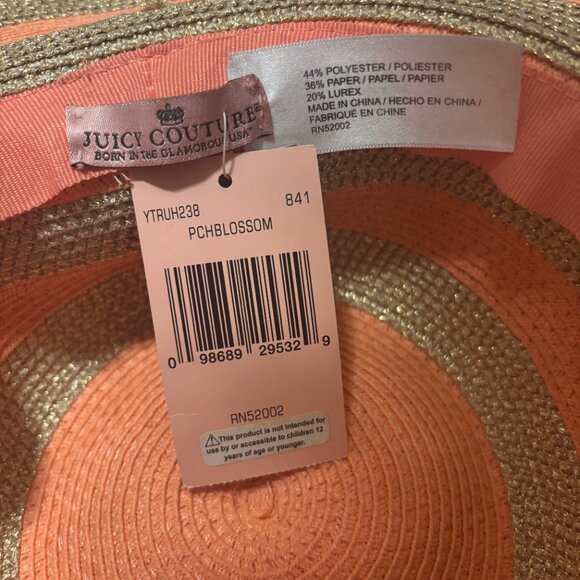 JUICY COUTURE®
BORN IN THE GLAMOROUS USA™
44% POLYESTER / POLIESTER
36% PAPER / PAPEL / PAPIER
20% LUREX
MADE IN CHINA / HECHO EN CHINA /
FABRIQUÉ EN CHINE
RN52002
YTRUH238 841
PCHBLOSSOM
0 98689 29532 9
RN52002
This product is not intended for
use by or accessible to children 12
years of age or younger.